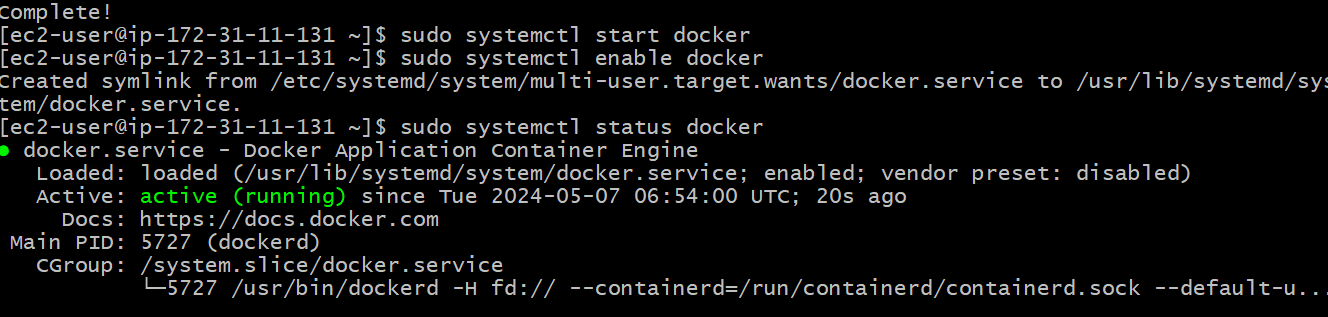 Complete!
[ec2-user@ip-172-31-11-131 ~]$ sudo systemctl start docker
[ec2-user@ip-172-31-11-131 ~]$ sudo systemctl enable docker
Created symlink from /etc/systemd/system/multi-user.target.wants/docker.service to /usr/lib/systemd/sys
tem/docker.service.
[ec2-user@ip-172-31-11-131 ~]$ sudo systemctl status docker
● docker.service - Docker Application Container Engine
   Loaded: loaded (/usr/lib/systemd/system/docker.service; enabled; vendor preset: disabled)
   Active: active (running) since Tue 2024-05-07 06:54:00 UTC; 20s ago
     Docs: https://docs.docker.com
 Main PID: 5727 (dockerd)
   CGroup: /system.slice/docker.service
           └─5727 /usr/bin/dockerd -H fd:// --containerd=/run/containerd/containerd.sock --default-u...